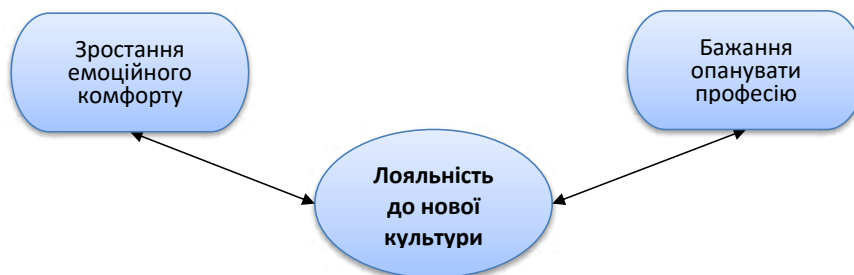 Зростання
емоційного
комфорту
Бажання
опанувати
професію
Лояльність
до нової
культури